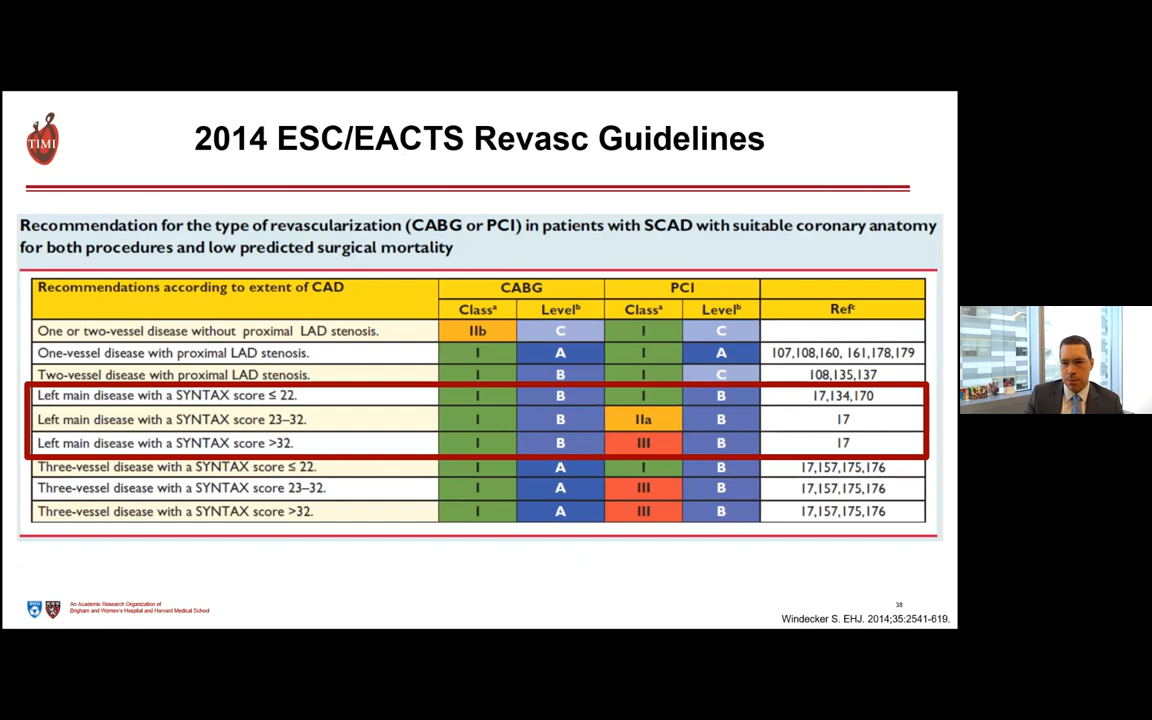 TIMI
2014 ESC/EACTS Revasc Guidelines
Recommendation for the type of revascularization (CABG or PCI) in patients with SCAD with suitable coronary anatomy
for both procedures and low predicted surgical mortality
Recommendations according to extent of CAD CABG PCI
Classᵃ Levelᵇ Classᵃ Levelᵇ Refᶜ
One or two-vessel disease without proximal LAD stenosis. IIb C I C
One-vessel disease with proximal LAD stenosis. I A I A 107,108,160, 161,178,179
Two-vessel disease with proximal LAD stenosis. I B I C 108,135,137
Left main disease with a SYNTAX score ≤ 22. I B I B 17,134,170
Left main disease with a SYNTAX score 23–32. I B IIa B 17
Left main disease with a SYNTAX score >32. I B III B 17
Three-vessel disease with a SYNTAX score ≤ 22. I A I B 17,157,175,176
Three-vessel disease with a SYNTAX score 23–32. I A III B 17,157,175,176
Three-vessel disease with a SYNTAX score >32. I A III B 17,157,175,176
An Academic Research Organization of
Brigham and Women's Hospital and Harvard Medical School
38
Windecker S. EHJ. 2014;35:2541-619.